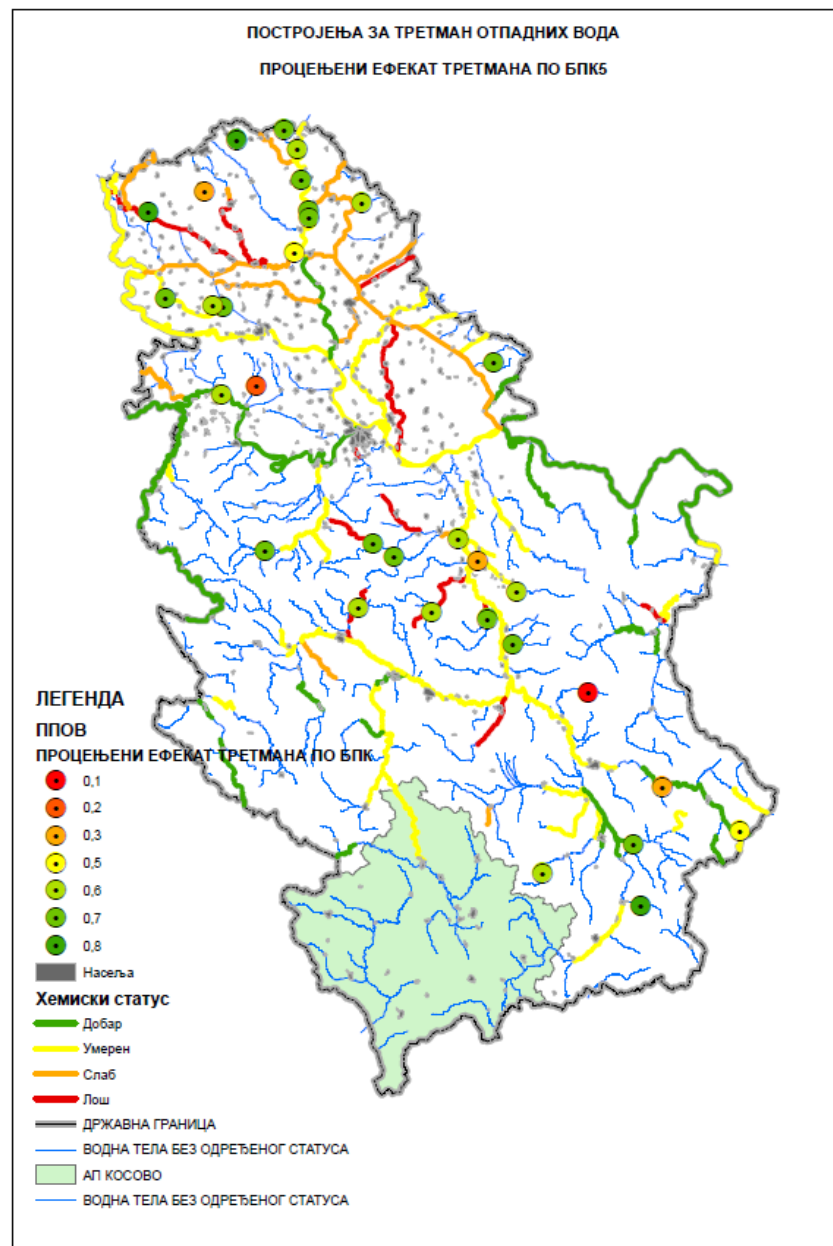 ПОСТРОЈЕЊА ЗА ТРЕТМАН ОТПАДНИХ ВОДА
ПРОЦЕЊЕНИ ЕФЕКАТ ТРЕТМАНА ПО БПК5
ЛЕГЕНДА
ППОВ
ПРОЦЕЊЕНИ ЕФЕКАТ ТРЕТМАНА ПО БПК
0,1
0,2
0,3
0,5
0,6
0,7
0,8
Насеља
Хемиски статус
Добар
Умерен
Слаб
Лош
ДРЖАВНА ГРАНИЦА
ВОДНА ТЕЛА БЕЗ ОДРЕЂЕНОГ СТАТУСА
АП КОСОВО
ВОДНА ТЕЛА БЕЗ ОДРЕЂЕНОГ СТАТУСА